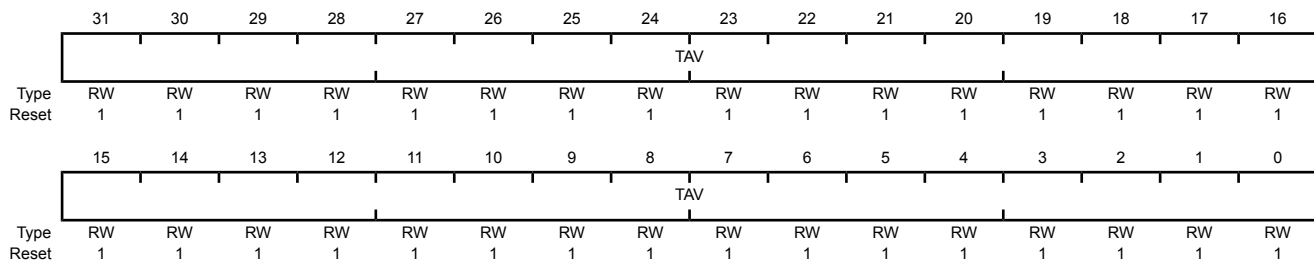 31 30 29 28 27 26 25 24 23 22 21 20 19 18 17 16
TAV
Type RW RW RW RW RW RW RW RW RW RW RW RW RW RW RW RW
Reset 1 1 1 1 1 1 1 1 1 1 1 1 1 1 1 1
15 14 13 12 11 10 9 8 7 6 5 4 3 2 1 0
TAV
Type RW RW RW RW RW RW RW RW RW RW RW RW RW RW RW RW
Reset 1 1 1 1 1 1 1 1 1 1 1 1 1 1 1 1